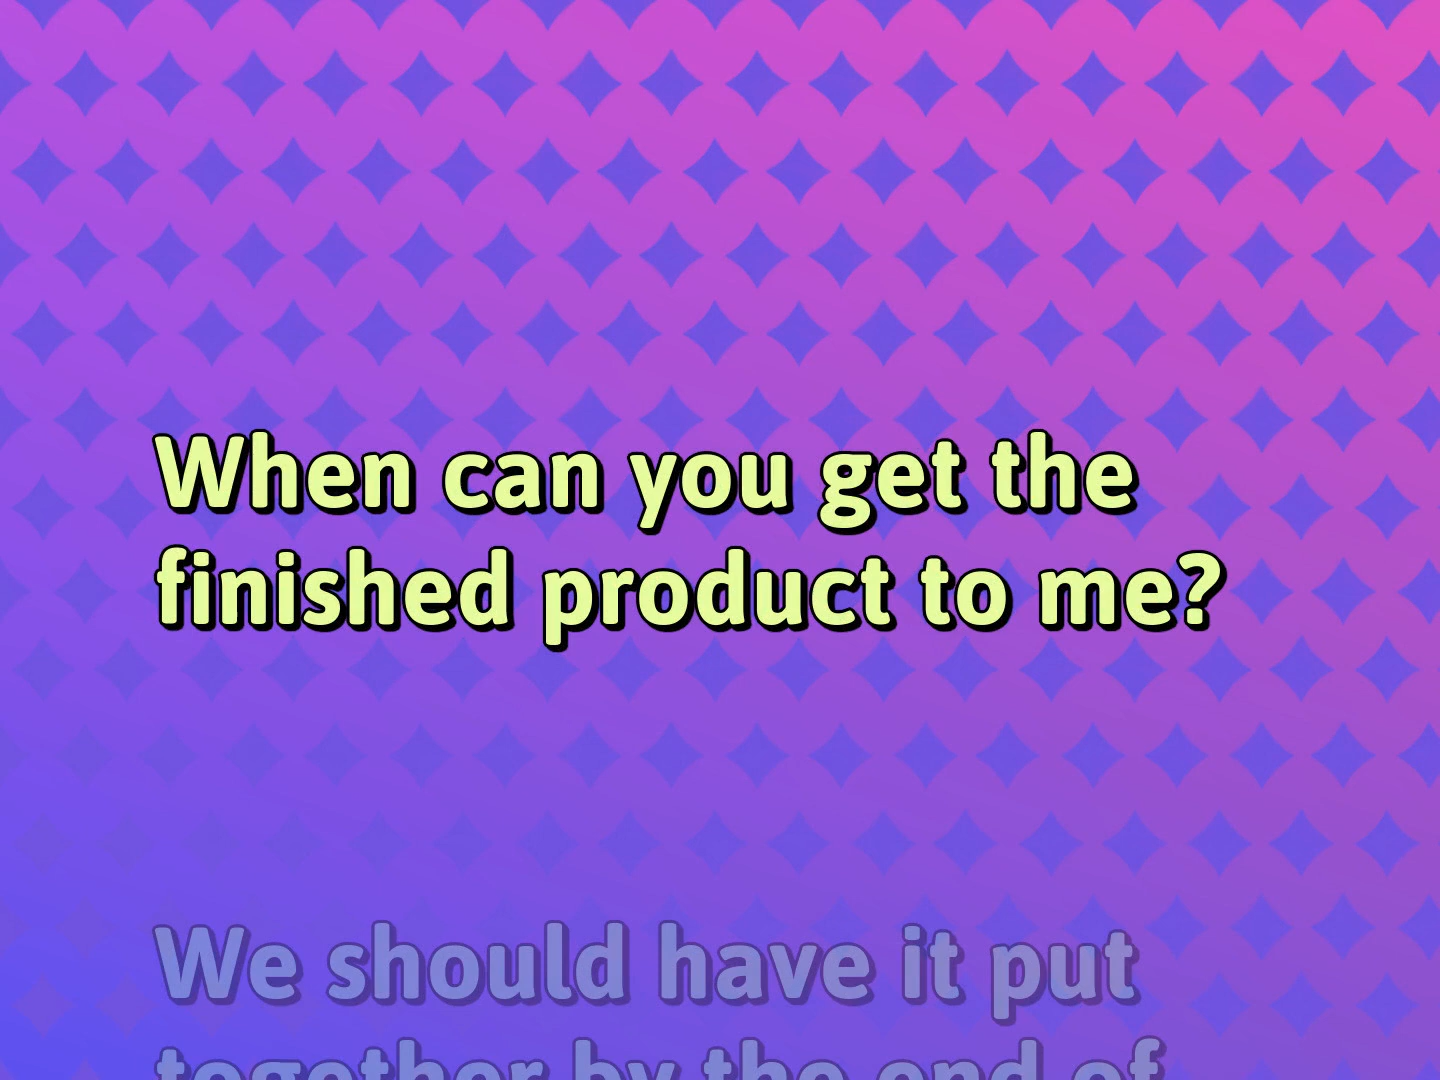 When can you get the
finished product to me?
We should have it put
together by the end of